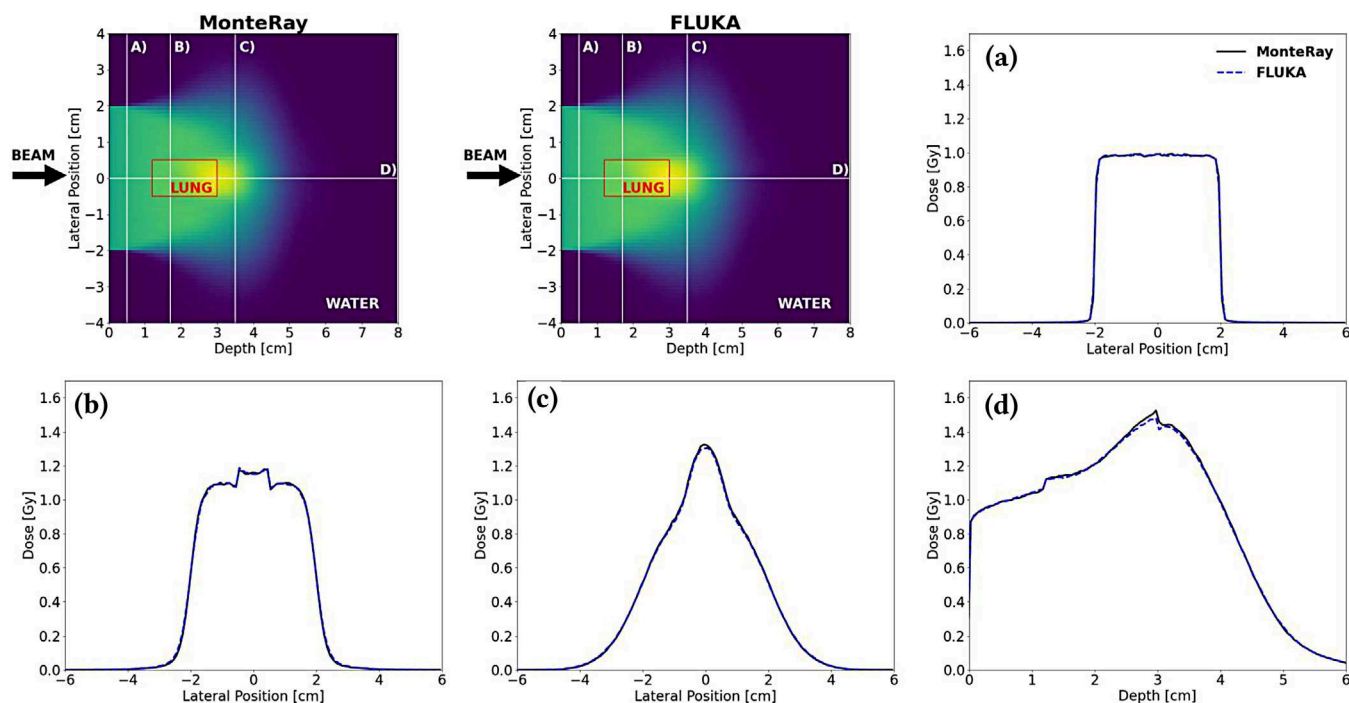 MonteRay
4
3
2
1
0
−1
−2
−3
−4
Lateral Position [cm]
A)
B)
C)
D)
BEAM
LUNG
WATER
0 1 2 3 4 5 6 7 8
Depth [cm]
FLUKA
4
3
2
1
0
−1
−2
−3
−4
Lateral Position [cm]
A)
B)
C)
D)
BEAM
LUNG
WATER
0 1 2 3 4 5 6 7 8
Depth [cm]
(a)
MonteRay
FLUKA
1.6
1.4
1.2
1.0
0.8
0.6
0.4
0.2
0.0
Dose [Gy]
−6 −4 −2 0 2 4 6
Lateral Position [cm]
(b)
1.6
1.4
1.2
1.0
0.8
0.6
0.4
0.2
0.0
Dose [Gy]
−6 −4 −2 0 2 4 6
Lateral Position [cm]
(c)
1.6
1.4
1.2
1.0
0.8
0.6
0.4
0.2
0.0
Dose [Gy]
−6 −4 −2 0 2 4 6
Lateral Position [cm]
(d)
1.6
1.4
1.2
1.0
0.8
0.6
0.4
0.2
0.0
Dose [Gy]
0 1 2 3 4 5 6
Depth [cm]